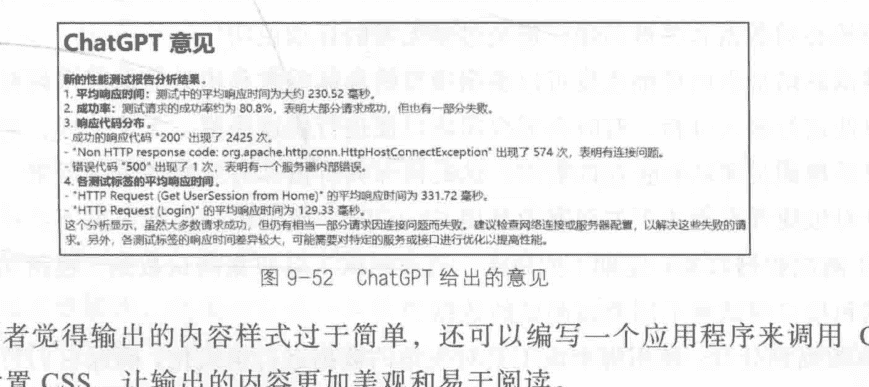 ChatGPT 意见
新的性能测试报告分析结果。
1. 平均响应时间：测试中的平均响应时间为大约 230.52 毫秒。
2. 成功率：测试请求的成功率约为 80.8%，表明大部分请求成功，但也有一部分失败。
3. 响应代码分布。
- 成功的响应代码 "200" 出现了 2425 次。
- "Non HTTP response code: org.apache.http.conn.HttpHostConnectException" 出现了 574 次，表明有连接问题。
- 错误代码 "500" 出现了 1 次，表明有一个服务器内部错误。
4. 各测试标签的平均响应时间。
- "HTTP Request (Get UserSession from Home)" 的平均响应时间为 331.72 毫秒。
- "HTTP Request (Login)" 的平均响应时间为 129.33 毫秒。
这个分析显示，虽然大多数请求成功，但仍有相当一部分请求因连接问题而失败。建议检查网络连接或服务器配置，以解决这些失败的请
求。另外，各测试标签的响应时间差异较大，可能需要对特定的服务或接口进行优化以提高性能。
图 9-52 ChatGPT 给出的意见
者觉得输出的内容样式过于简单，还可以编写一个应用程序来调用
置 CSS，让输出的内容更加美观和易于阅读。